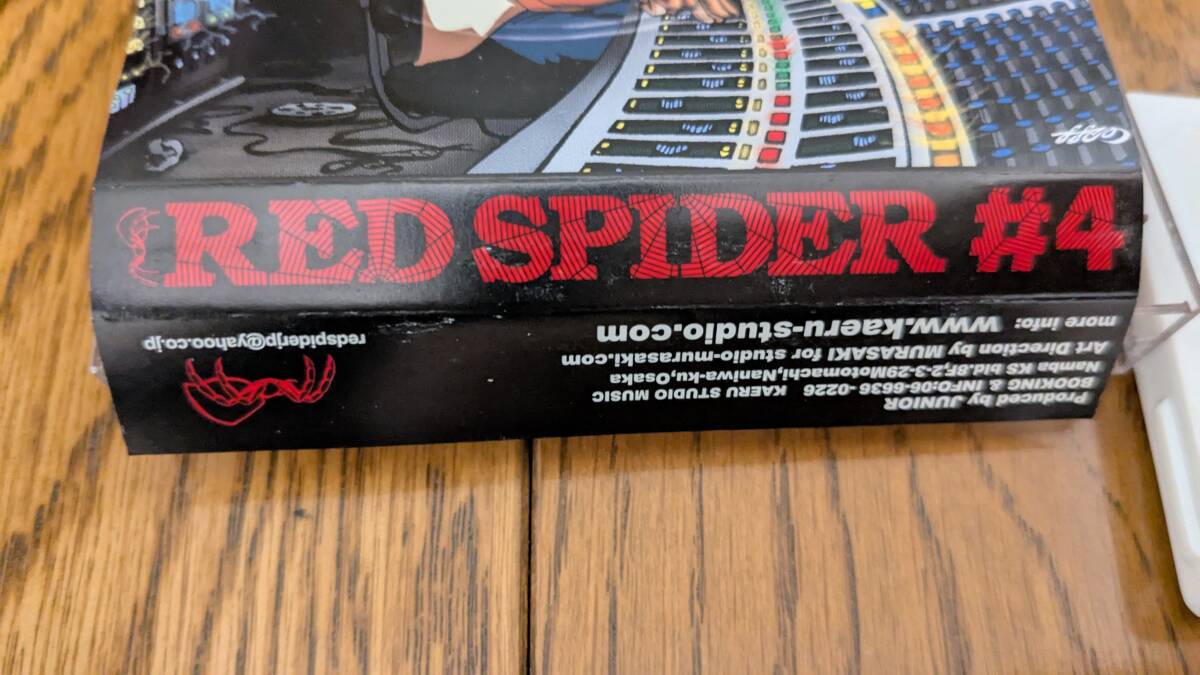 RED SPIDER #4
Produced by JUNIOR
BOOKING & INFO:06-6636-0226 KAERU STUDIO MUSIC
Namba KS bld.8F,2-3-29Motomachi,Naniwa-ku,Osaka
Art Direction by MURASAKI for studio-murasaki.com
more info: www.kaeru-studio.com
redspiderjp@yahoo.co.jp